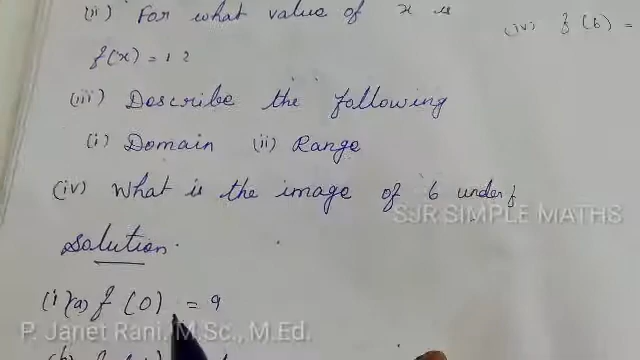 (ii) For what value of x is
(iv) f(6) =
f(x) = 1 ?
(iii) Describe the following
(i) Domain (ii) Range
(iv) What is the image of 6 under f
SJR SIMPLE MATHS
Solution.
(i) (a) f (0) = 9
P. Janet Rani, M.Sc., M.Ed.